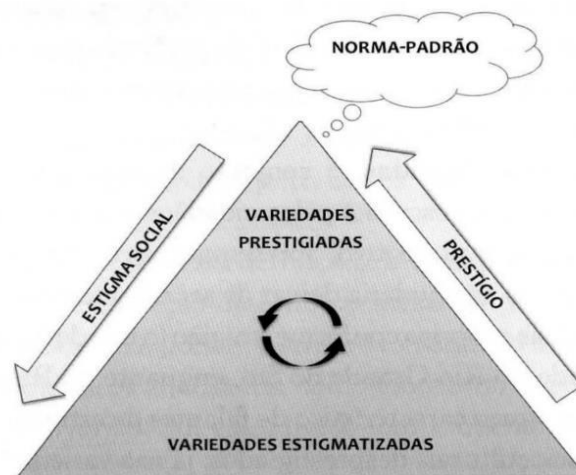 NORMA-PADRÃO
ESTIGMA SOCIAL
VARIEDADES
PRESTIGIADAS
PRESTÍGIO
VARIEDADES ESTIGMATIZADAS